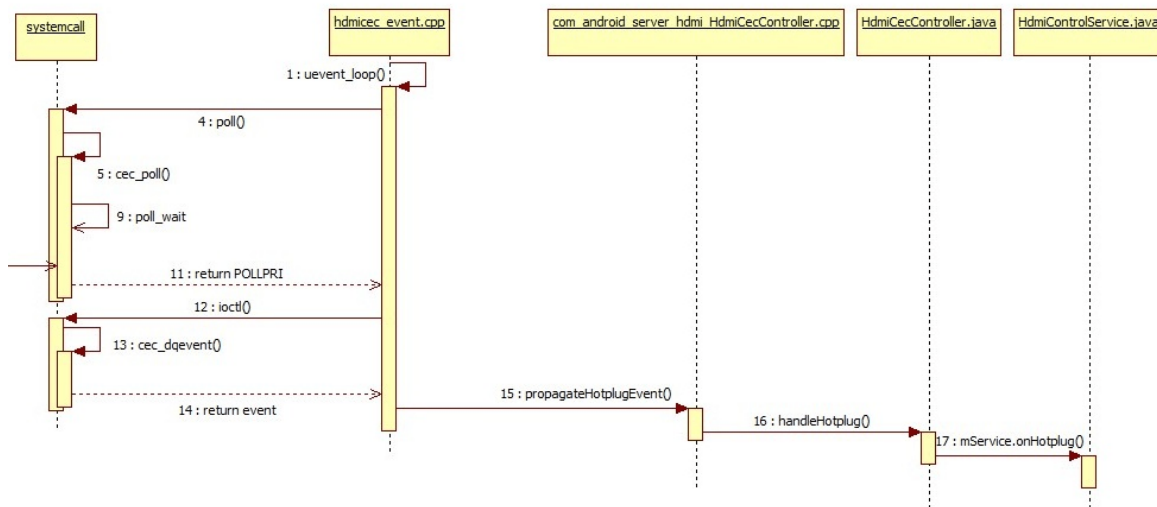 systemcall
hdmicec_event.cpp
com_android_server_hdmi_HdmiCecController.cpp
HdmiCecController.java
HdmiControlService.java
1 : uevent_loop()
4 : poll()
5 : cec_poll()
9 : poll_wait
11 : return POLLPRI
12 : ioctl()
13 : cec_dqevent()
14 : return event
15 : propagateHotplugEvent()
16 : handleHotplug()
17 : mService.onHotplug()